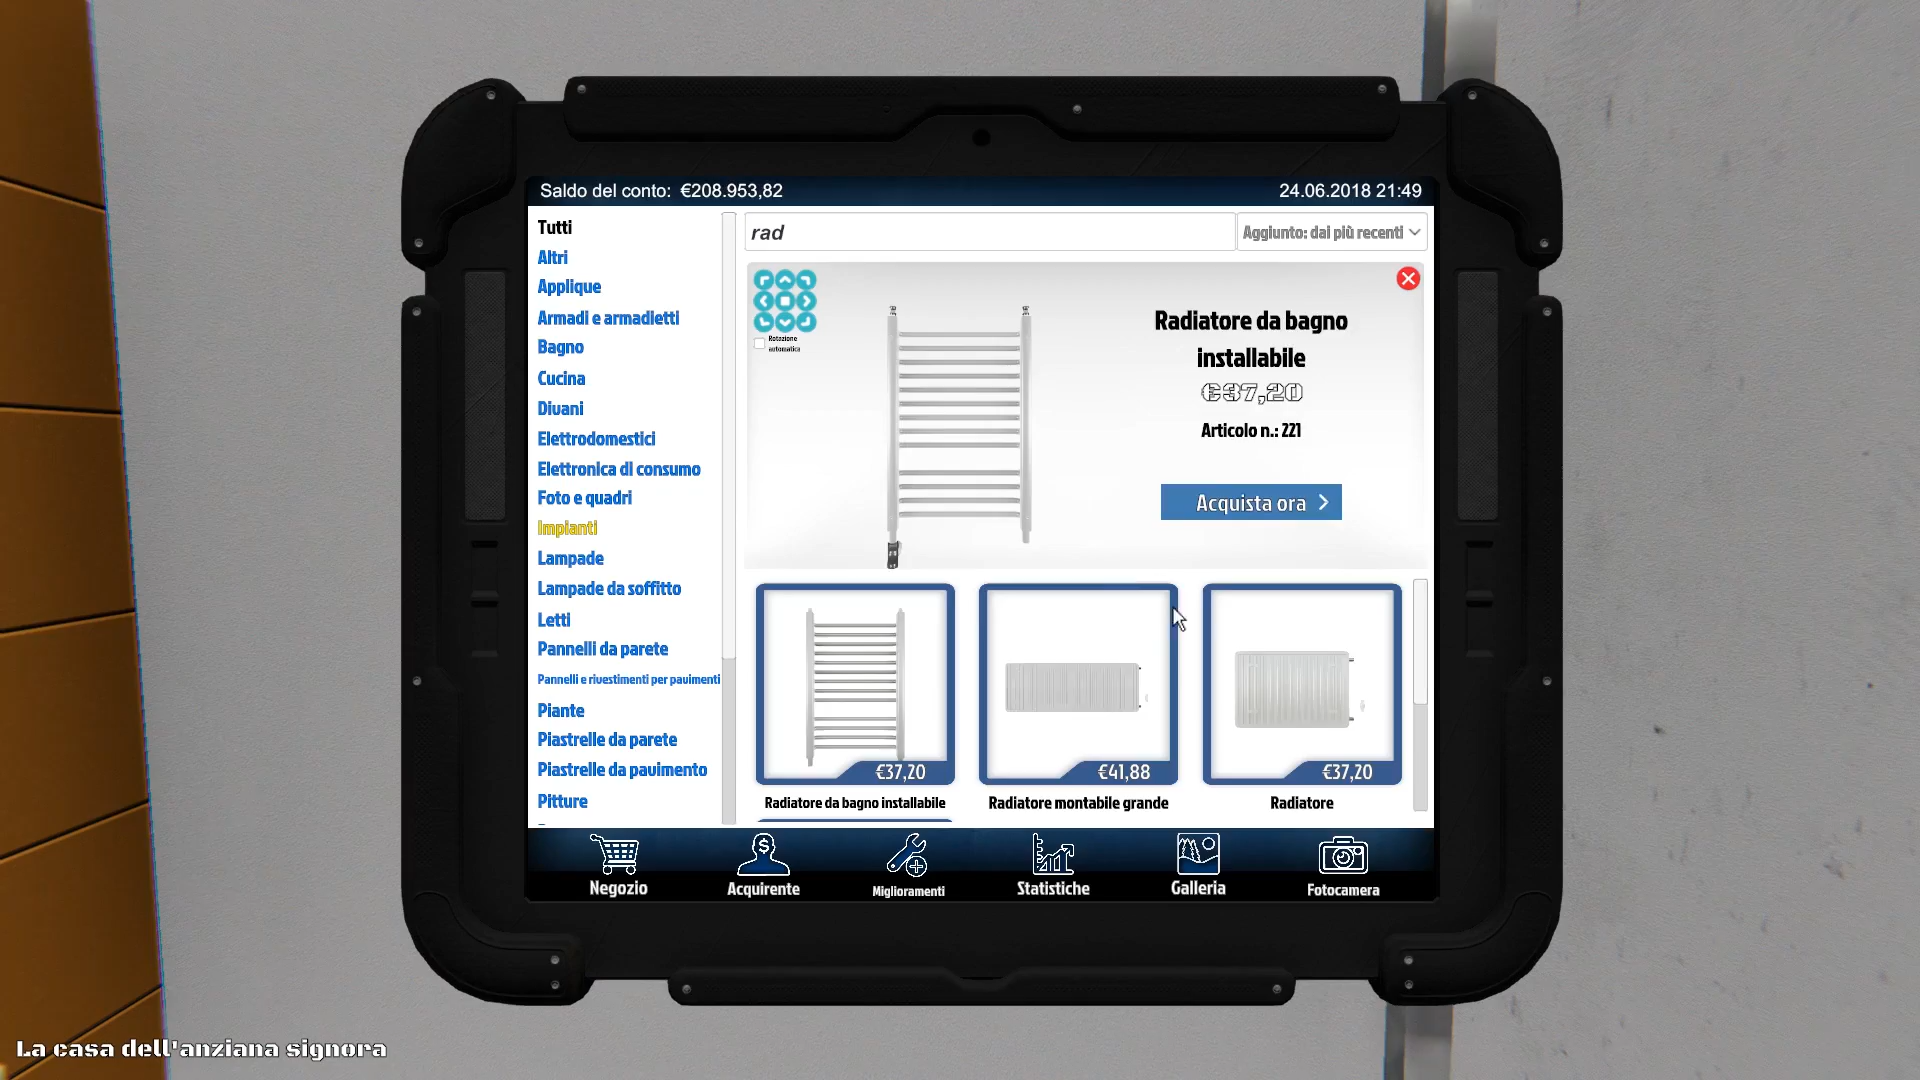 Saldo del conto: €208.953,82
24.06.2018 21:49
Tutti
Altri
Applique
Armadi e armadietti
Bagno
Cucina
Divani
Elettrodomestici
Elettronica di consumo
Foto e quadri
Impianti
Lampade
Lampade da soffitto
Letti
Pannelli da parete
Pannelli e rivestimenti per pavimenti
Piante
Piastrelle da parete
Piastrelle da pavimento
Pitture
rad
Aggiunto: dai più recenti
Rotazione
automatica
Radiatore da bagno
installabile
€37,20
Articolo n.: 221
Acquista ora
€37,20
€41,88
€37,20
Radiatore da bagno installabile
Radiatore montabile grande
Radiatore
Negozio
Acquirente
Miglioramenti
Statistiche
Galleria
Fotocamera
La casa dell'anziana signora